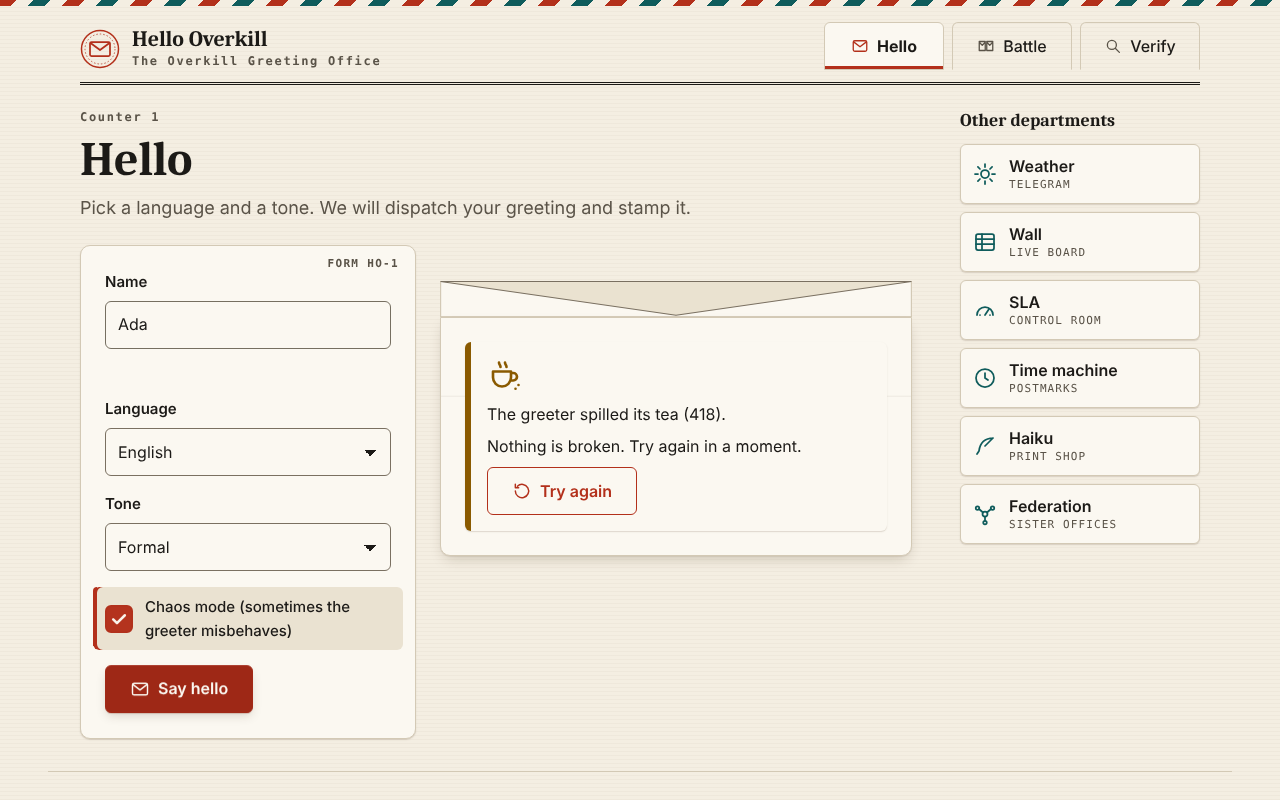 Hello Overkill
The Overkill Greeting Office
Hello
Battle
Verify
Counter 1
Hello
Pick a language and a tone. We will dispatch your greeting and stamp it.
FORM HO-1
Name
Ada
Language
English
Tone
Formal
Chaos mode (sometimes the
greeter misbehaves)
Say hello
The greeter spilled its tea (418).
Nothing is broken. Try again in a moment.
Try again
Other departments
Weather
TELEGRAM
Wall
LIVE BOARD
SLA
CONTROL ROOM
Time machine
POSTMARKS
Haiku
PRINT SHOP
Federation
SISTER OFFICES